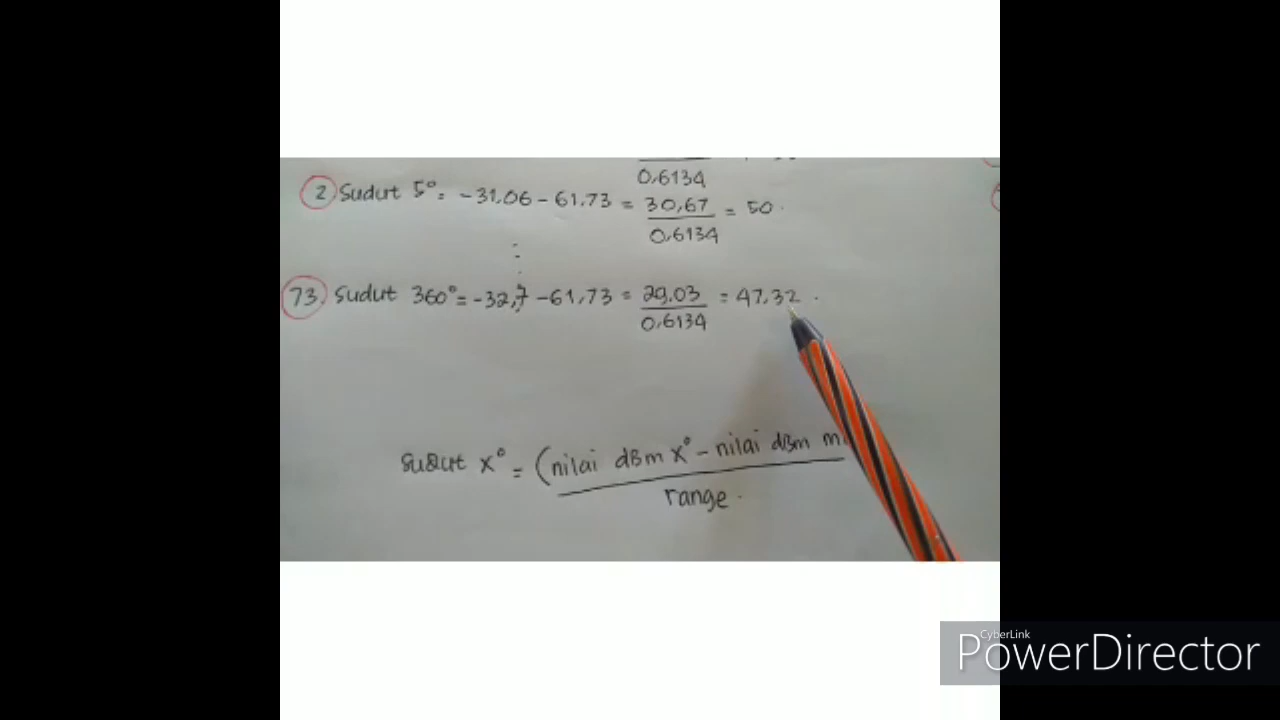 0,6134
2 Sudut 5° = -31,06 - 61,73 = 30,67 = 50.
0,6134
:
73. Sudut 360° = -32,7 - 61,73 = 29,03 = 47,32.
0,6134
Sudut x° = (nilai dBm x° - nilai dBm
range.
CyberLink
PowerDirector